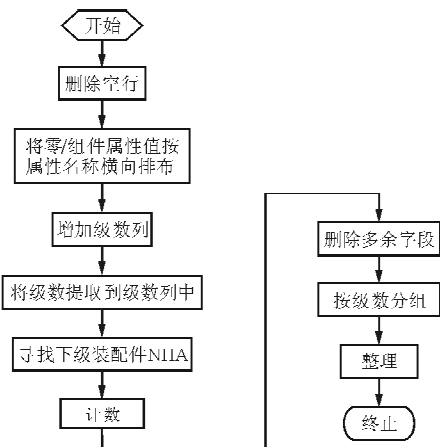 开始
删除空行
将零/组件属性值按
属性名称横向排布
增加级数列
将级数提取到级数列中
寻找下级装配件NHA
计数
删除多余字段
按级数分组
整理
终止